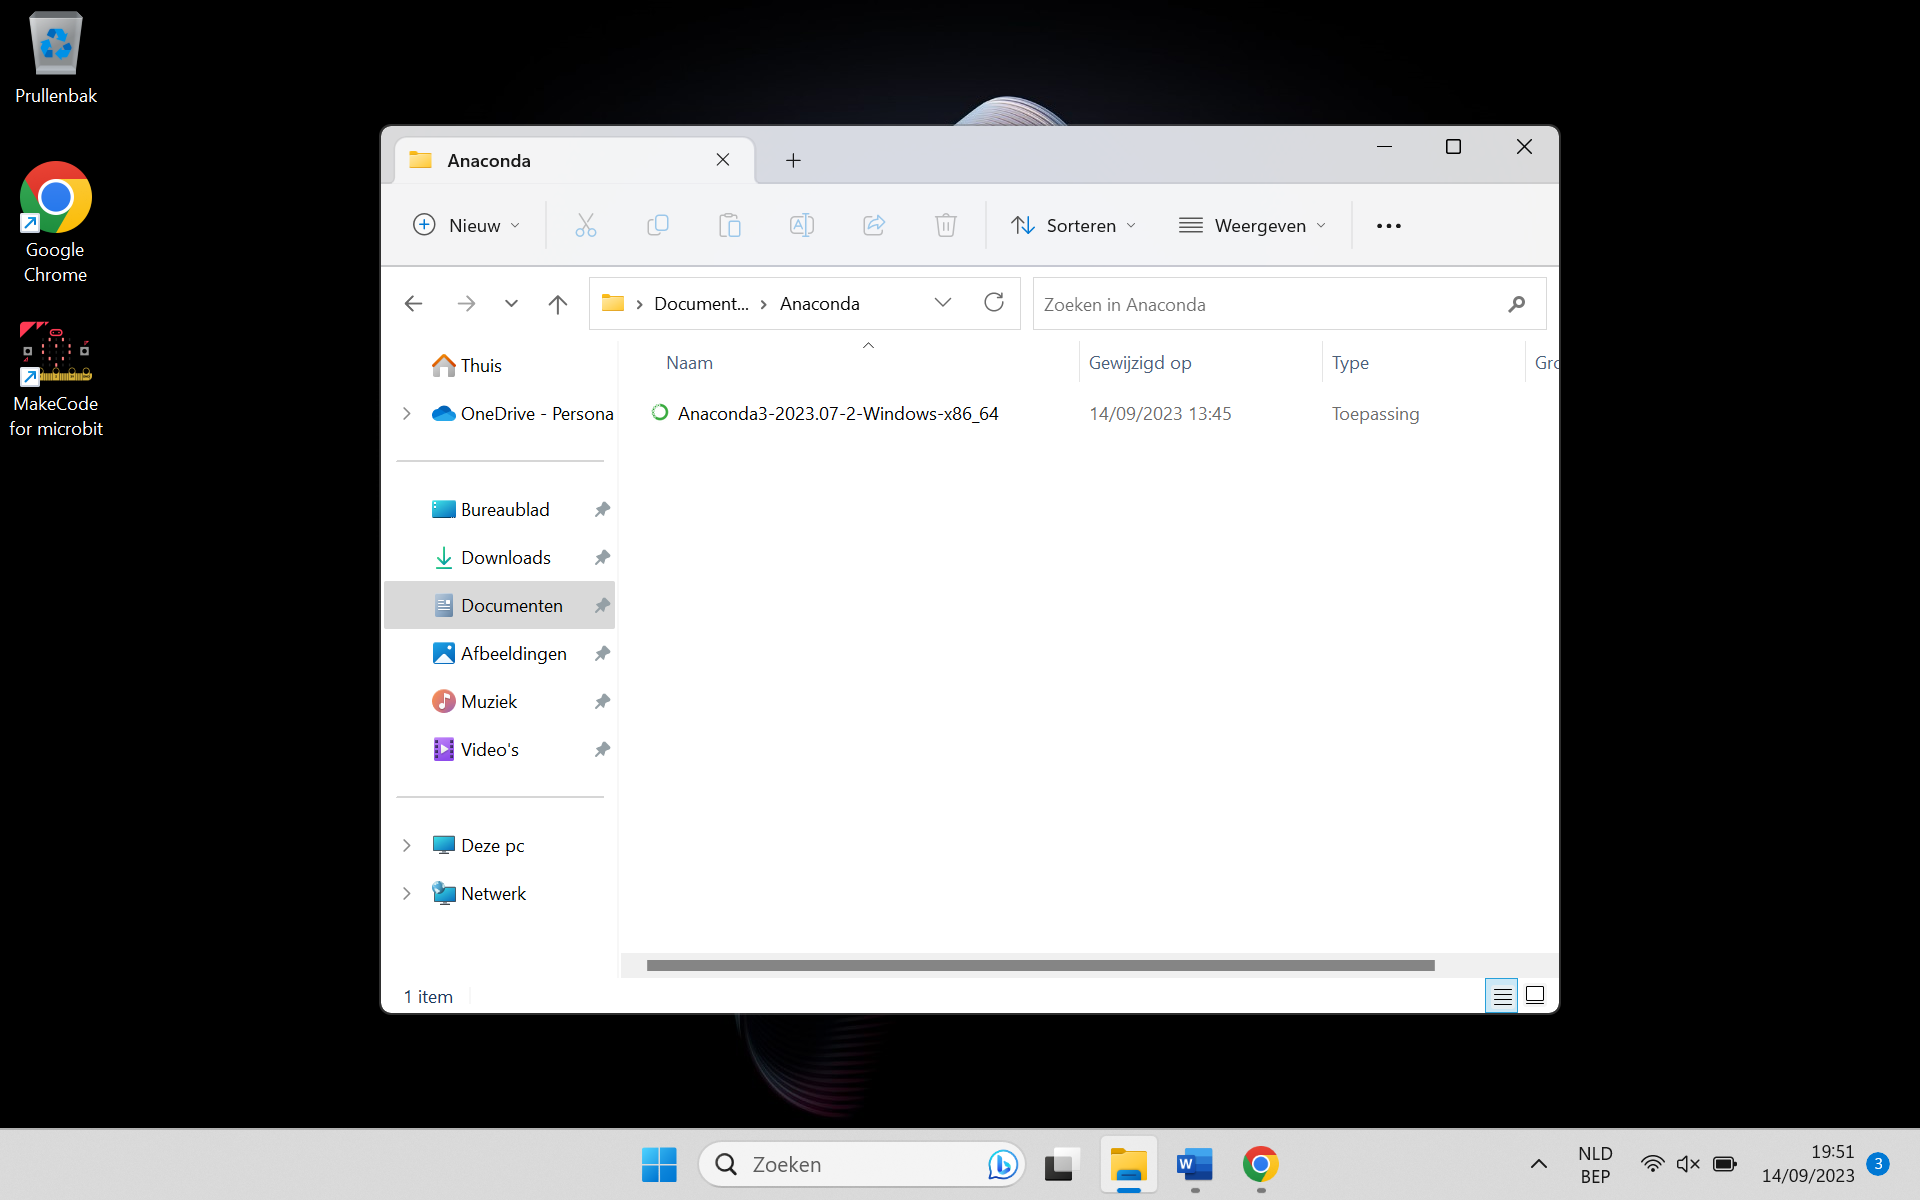 Prullenbak
Google
Chrome
MakeCode
for microbit
Anaconda
Nieuw
Sorteren
Weergeven
Document...
Anaconda
Zoeken in Anaconda
Naam
Gewijzigd op
Type
Gro
Anaconda3-2023.07-2-Windows-x86_64
14/09/2023 13:45
Toepassing
Thuis
OneDrive - Persona
Bureaublad
Downloads
Documenten
Afbeeldingen
Muziek
Video's
Deze pc
Netwerk
1 item
Zoeken
NLD
BEP
19:51
14/09/2023
3